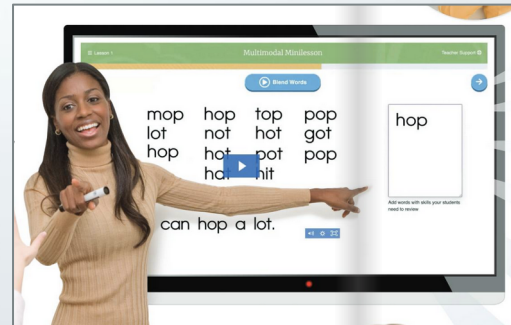 Lesson 1
Multimodal Minilesson
Teacher Support
Blend Words
mop hop top pop
lot not hot got
hop hot pot pop
hat hit
can hop a lot.
hop
Add words with skills your students
need to review